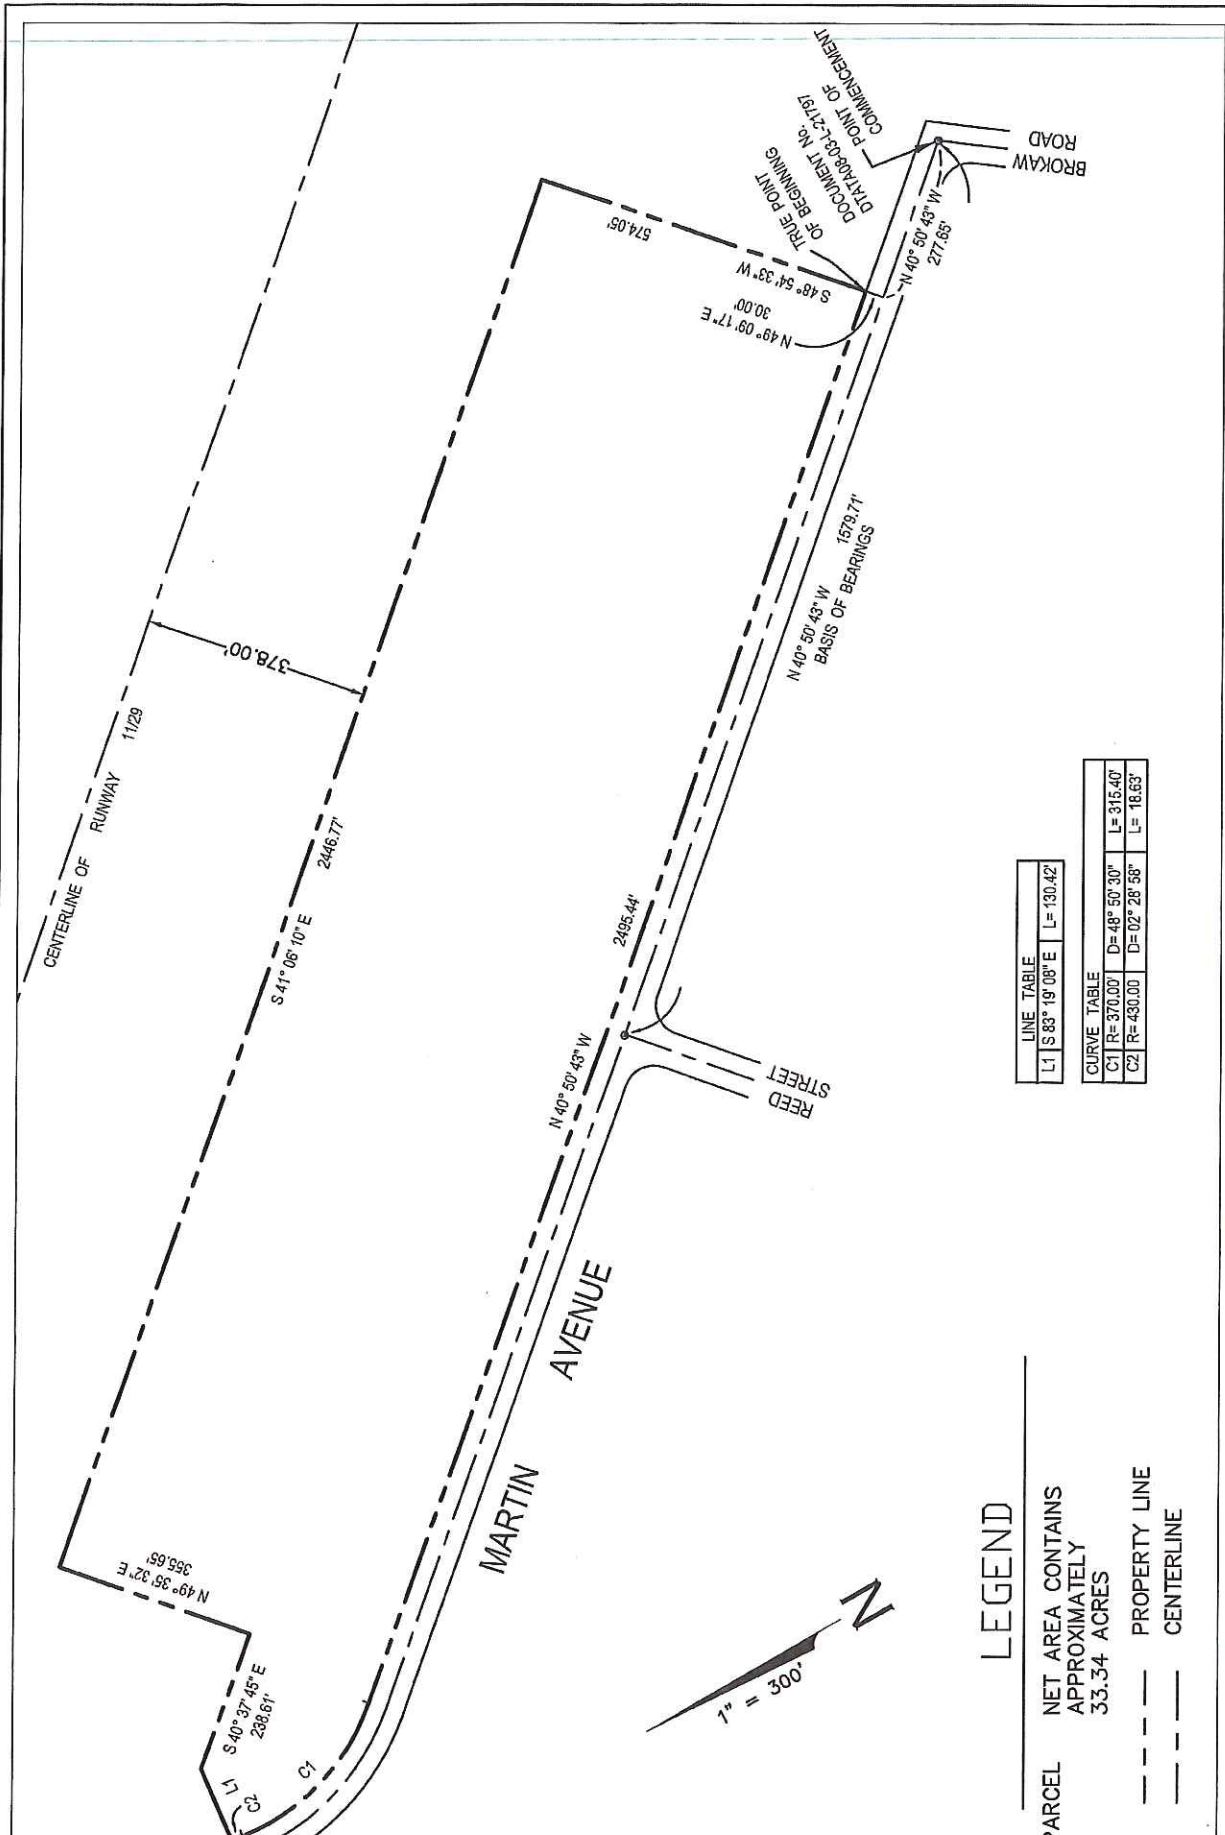 CENTERLINE OF RUNWAY 11/29
378.00'
S 41° 06' 10" E
2446.77'
574.05'
S 48° 54' 33" W
N 49° 09' 17" E
30.00'
TRUE POINT
OF BEGINNING
DOCUMENT No.
DTATA08-03-L-21797
POINT OF
COMMENCEMENT
BROKAW
ROAD
N 40° 50' 43" W
277.65'
N 40° 50' 43" W 1579.71'
BASIS OF BEARINGS
N 40° 50' 43" W
2495.44'
REED
STREET
MARTIN AVENUE
N 49° 35' 32" E
355.65'
S 40° 37' 45" E
238.61'
L1
C2
C1
1" = 300'
N
LINE TABLE
L1 S 83° 19' 08" E L= 130.42'
CURVE TABLE
C1 R= 370.00' D= 48° 50' 30" L= 315.40'
C2 R= 430.00 D= 02° 28' 58" L= 18.63'
LEGEND
PARCEL NET AREA CONTAINS
APPROXIMATELY
33.34 ACRES
PROPERTY LINE
CENTERLINE